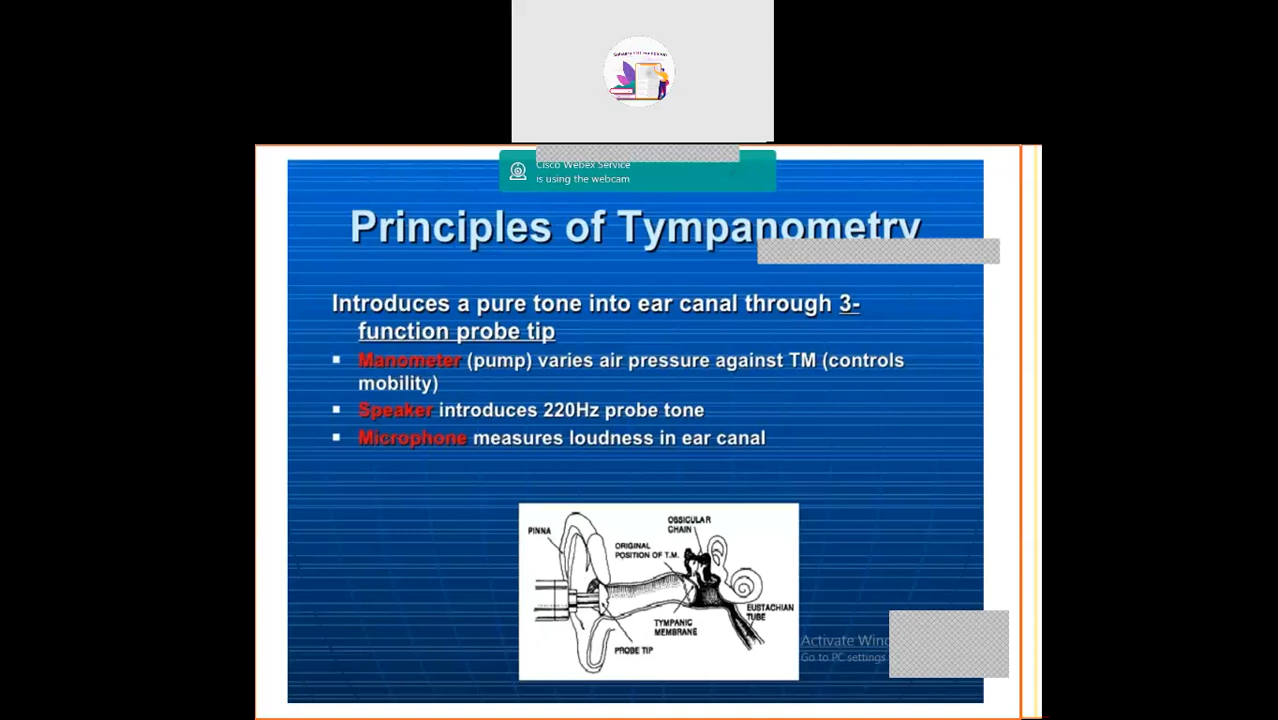 Cisco Webex Service
is using the webcam
Principles of Tympanometry
Introduces a pure tone into ear canal through 3-
function probe tip
▪ Manometer (pump) varies air pressure against TM (controls
mobility)
▪ Speaker introduces 220Hz probe tone
▪ Microphone measures loudness in ear canal
OSSICULAR
CHAIN
PINNA
ORIGINAL
POSITION OF T.M.
EUSTACHIAN
TUBE
TYMPANIC
MEMBRANE
PROBE TIP
Activate
Go to PC settings